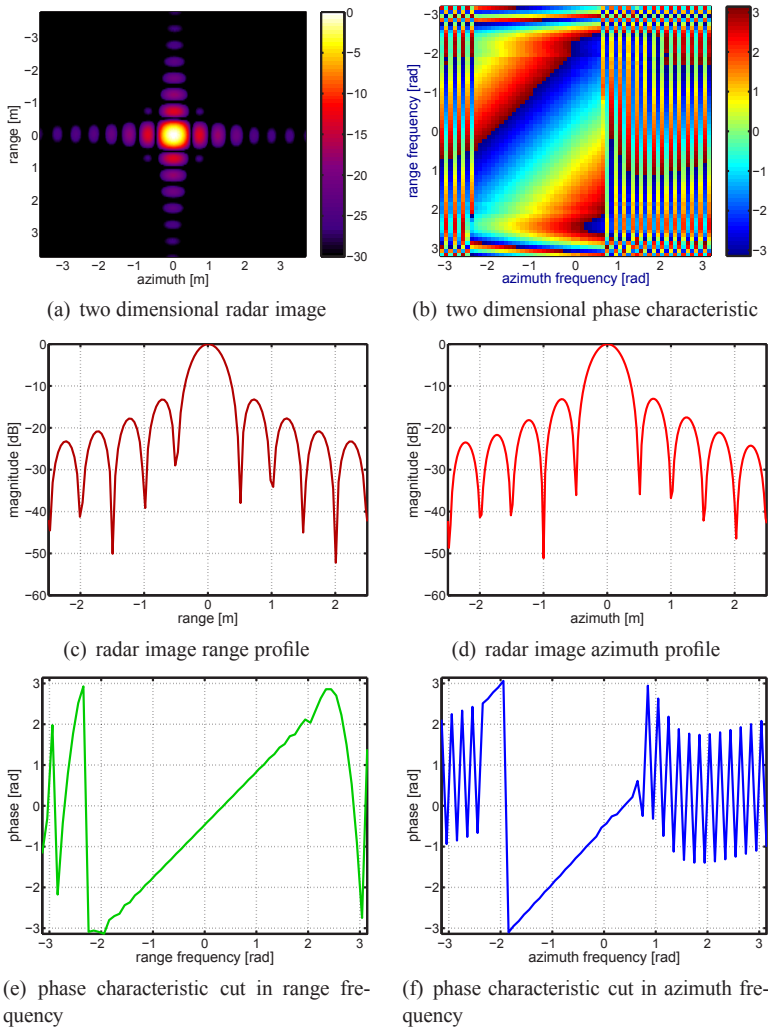 −3
−2
−1
0
1
2
3
range [m]
−3 −2 −1 0 1 2 3
azimuth [m]
0
−5
−10
−15
−20
−25
−30
(a) two dimensional radar image
−3
−2
−1
0
1
2
3
range frequency [rad]
−3 −2 −1 0 1 2 3
azimuth frequency [rad]
3
2
1
0
−1
−2
−3
(b) two dimensional phase characteristic
0
−10
−20
−30
−40
−50
−60
magnitude [dB]
−2 −1 0 1 2
range [m]
(c) radar image range profile
0
−10
−20
−30
−40
−50
−60
magnitude [dB]
−2 −1 0 1 2
azimuth [m]
(d) radar image azimuth profile
3
2
1
0
−1
−2
−3
phase [rad]
−3 −2 −1 0 1 2 3
range frequency [rad]
(e) phase characteristic cut in range fre-
quency
3
2
1
0
−1
−2
−3
phase [rad]
−3 −2 −1 0 1 2 3
azimuth frequency [rad]
(f) phase characteristic cut in azimuth fre-
quency